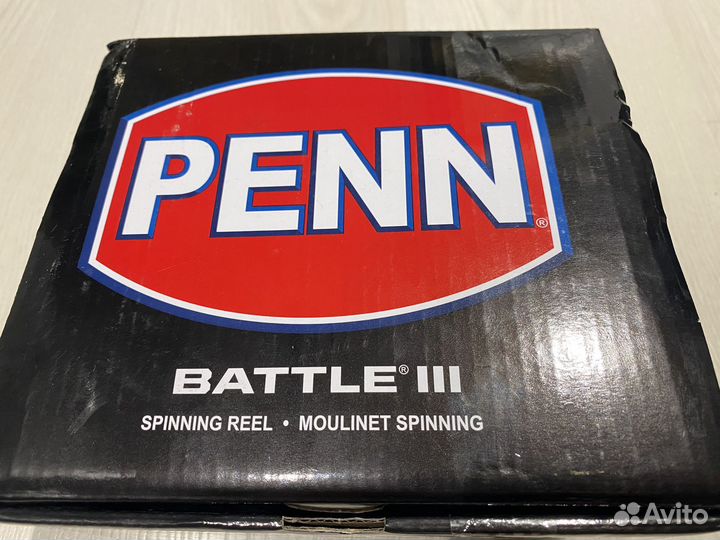 PENN®
BATTLE® III
SPINNING REEL • MOULINET SPINNING
Avito